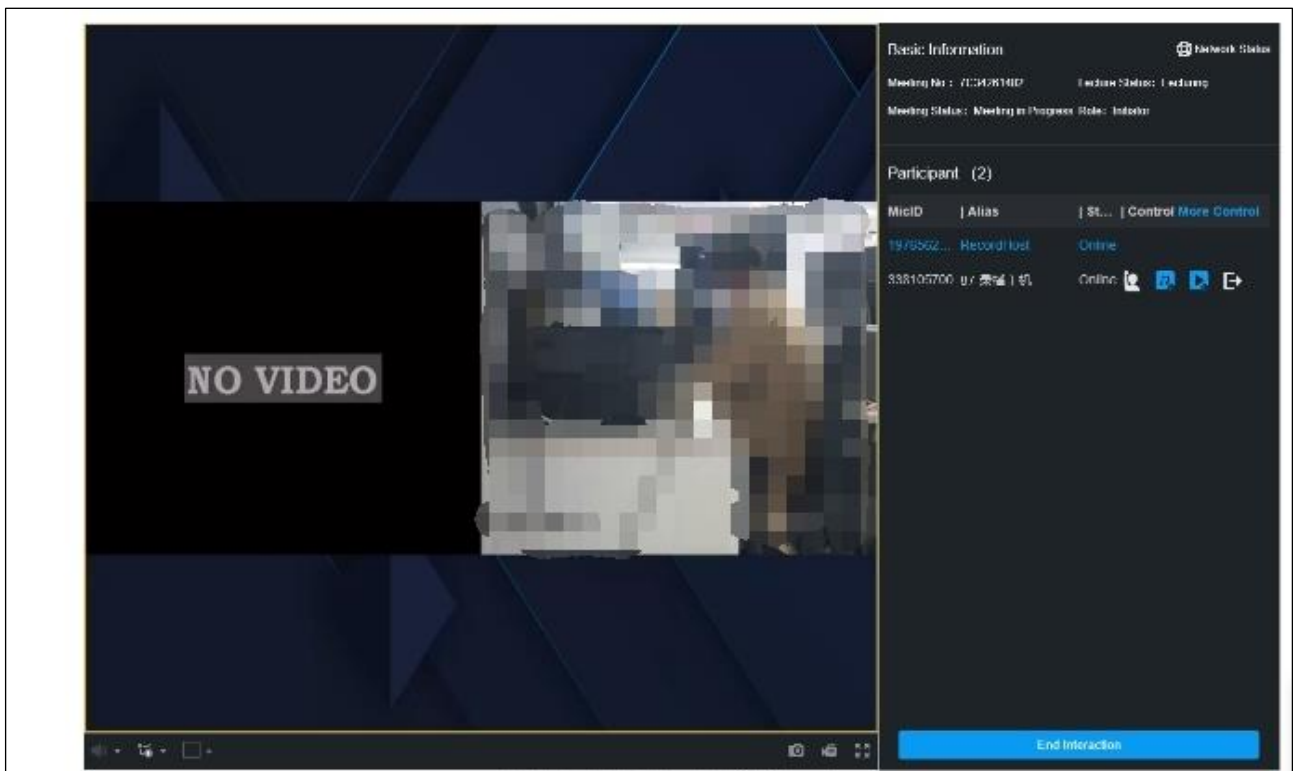 Basic Information
Network Status
Meeting No : 
Lecture Status: Lecturing
Meeting Status: Meeting in Progress Role: Initiator
Participant (2)
MicID | Alias | St... | Control More Control
1976562... RecordHost Online
338105700 Online
NO VIDEO
End Interaction